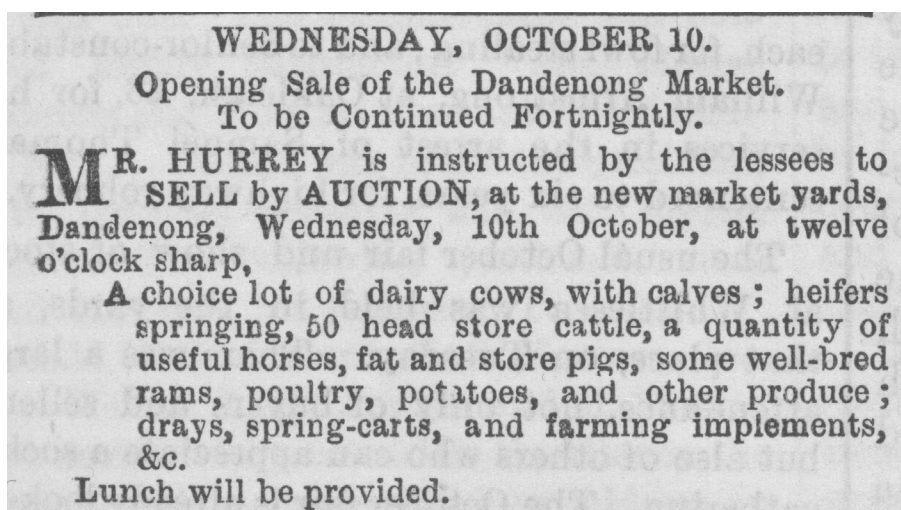 WEDNESDAY, OCTOBER 10.
Opening Sale of the Dandenong Market.
To be Continued Fortnightly.
MR. HURREY is instructed by the lessees to
SELL by AUCTION, at the new market yards,
Dandenong, Wednesday, 10th October, at twelve
o'clock sharp,
A choice lot of dairy cows, with calves; heifers
springing, 50 head store cattle, a quantity of
useful horses, fat, and store pigs, some well-bred
rams, poultry, potatoes, and other produce,
drays, spring-carts, and farming implements,
&c.
Lunch will be provided.